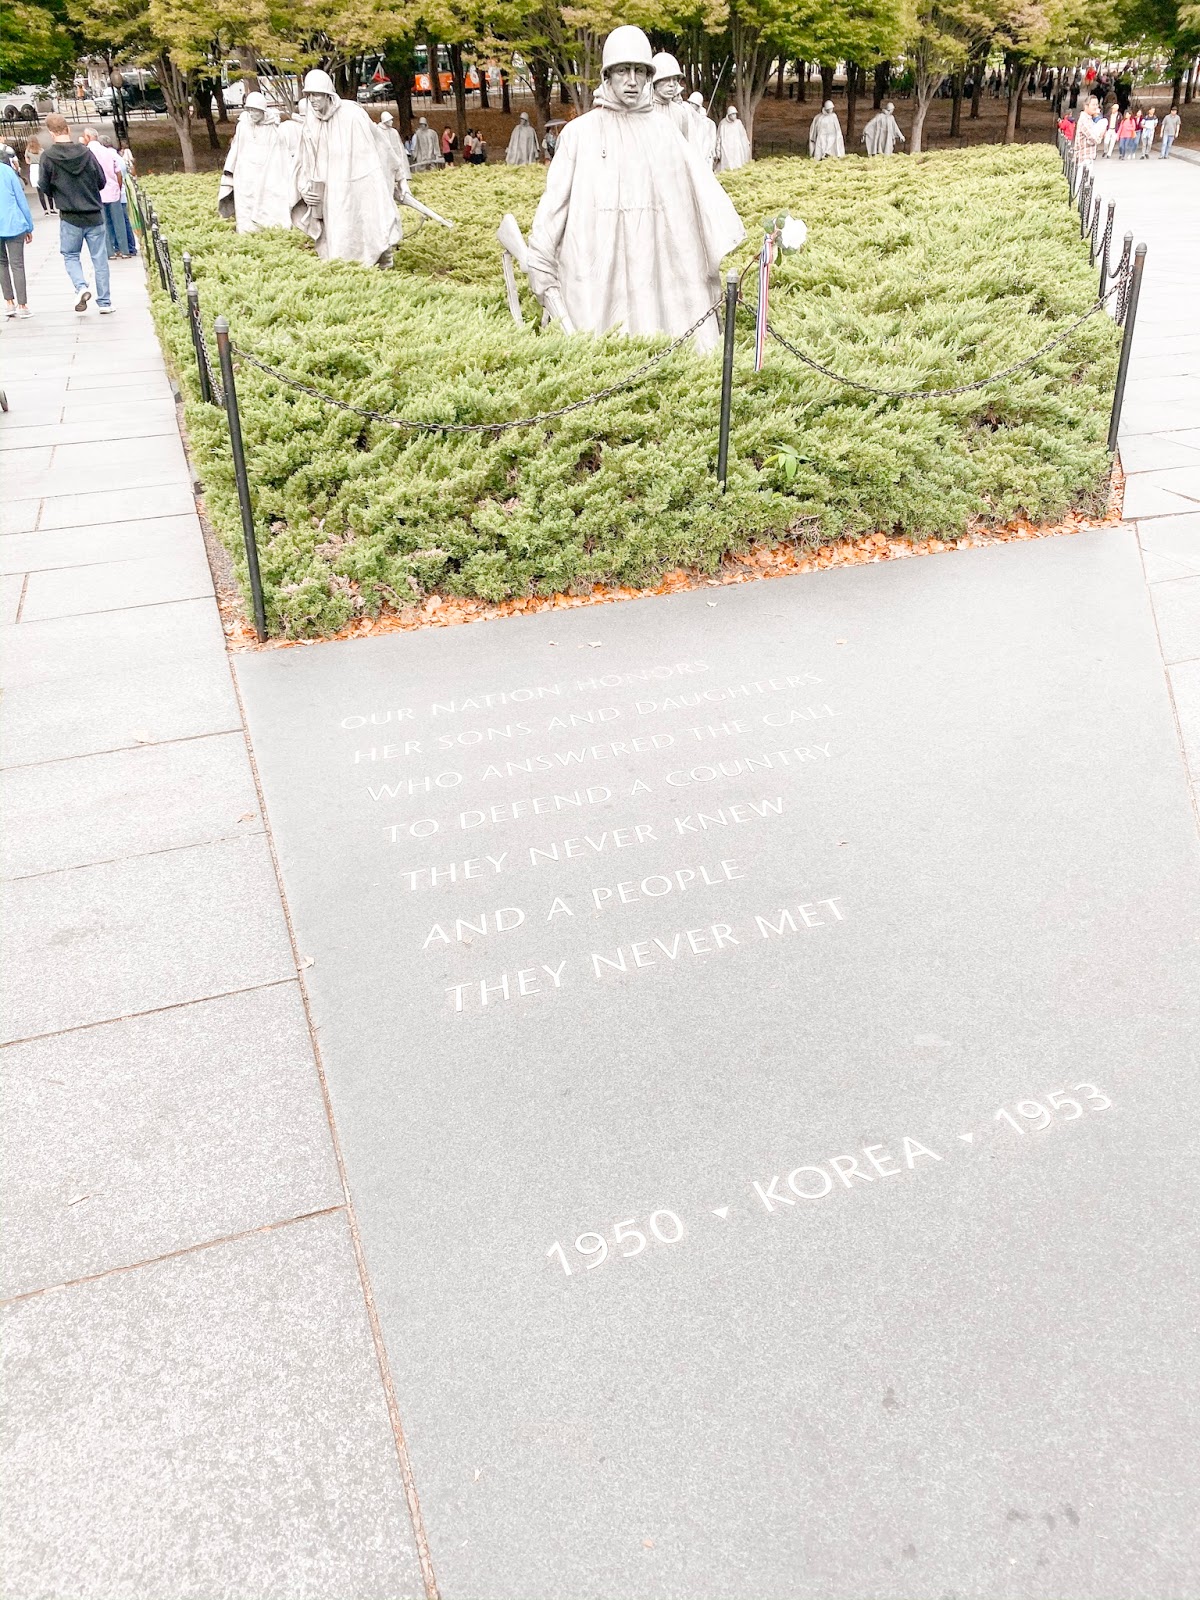 OUR NATION HONORS
HER SONS AND DAUGHTERS
WHO ANSWERED THE CALL
TO DEFEND A COUNTRY
THEY NEVER KNEW
AND A PEOPLE
THEY NEVER MET
1950 ▾ KOREA ▾ 1953